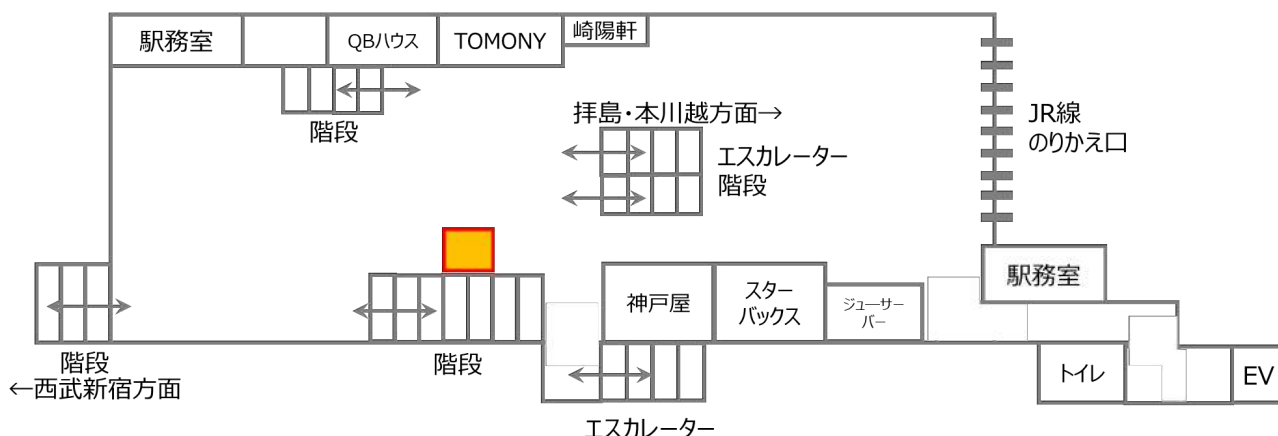 駅務室
QBハウス
TOMONY
崎陽軒
階段
拝島・本川越方面→
エスカレーター
階段
JR線
のりかえ口
駅務室
神戸屋
スター
バックス
ジューサー
バー
階段
←西武新宿方面
階段
エスカレーター
トイレ
EV